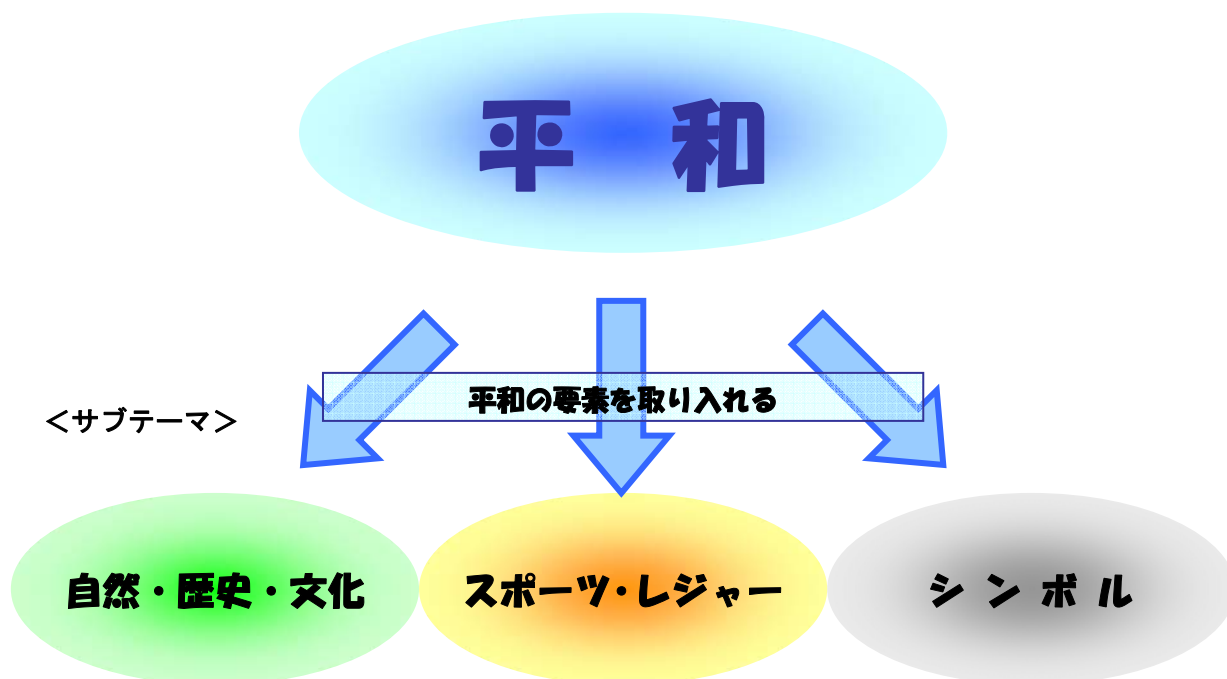 平 和
平和の要素を取り入れる
＜サブテーマ＞
自然・歴史・文化
スポーツ・レジャー
シンボル